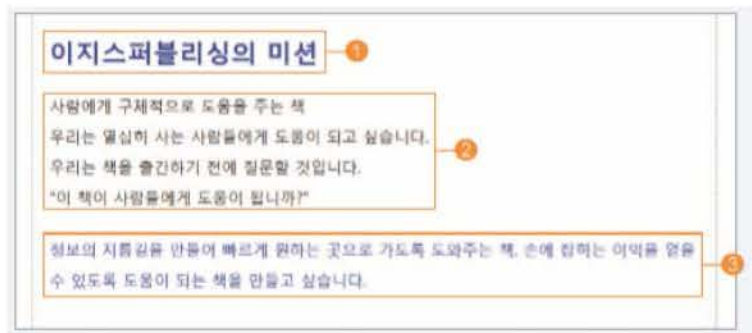 이지스퍼블리싱의 미션 1
사람에게 구체적으로 도움을 주는 책
우리는 열심히 사는 사람들에게 도움이 되고 싶습니다.
우리는 책을 출간하기 전에 질문할 것입니다. 2
"이 책이 사람들에게 도움이 됩니까?"
정보의 지름길을 만들어 빠르게 원하는 곳으로 가도록 도와주는 책, 손에 잡히는 이익을 얻을
수 있도록 도움이 되는 책을 만들고 싶습니다. 3